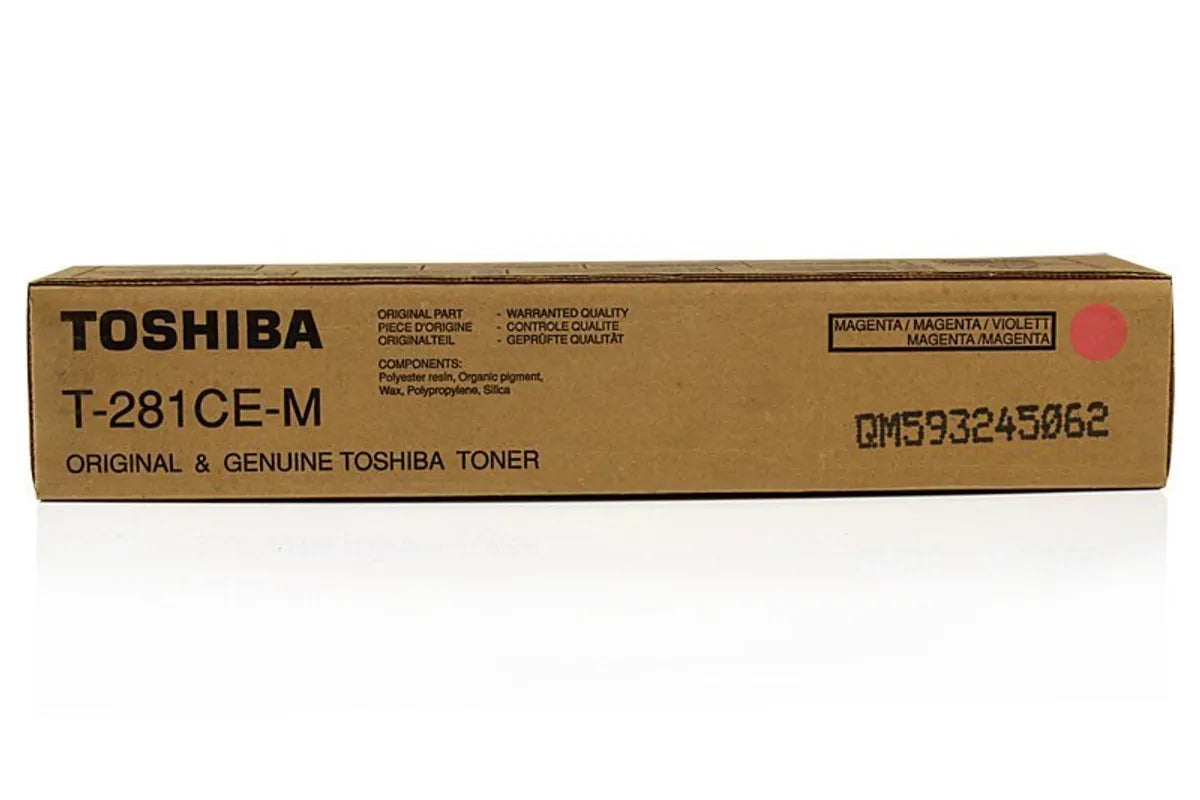 TOSHIBA
T-281CE-M
ORIGINAL & GENUINE TOSHIBA TONER
ORIGINAL PART - WARRANTED QUALITY
PIECE D'ORIGINE - CONTROLE QUALITE
ORIGINALTEIL - GEPRÜFTE QUALITÄT
COMPONENTS:
Polyester resin, Organic pigment,
Wax, Polypropylene, Silica
MAGENTA / MAGENTA / VIOLETT
MAGENTA /MAGENTA
QM593245062